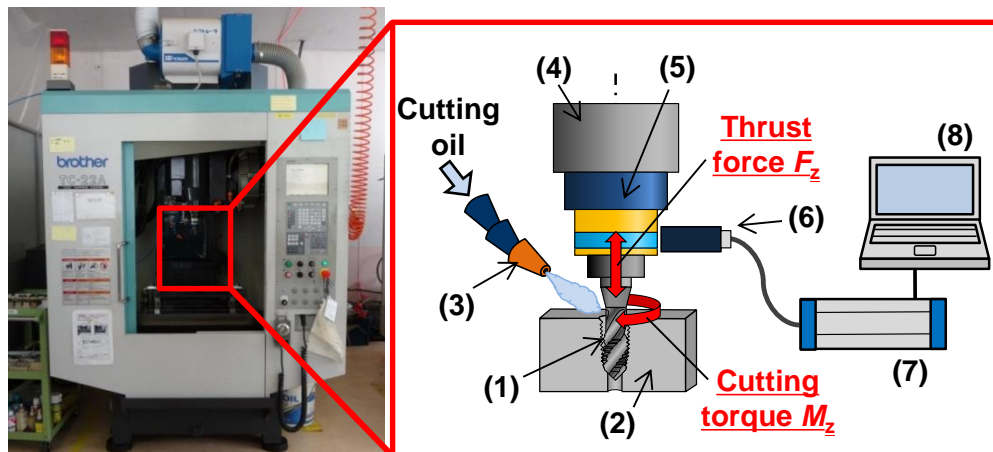 brother
TC-22A
OIL
Cutting
oil
(4)
(5)
Thrust
force Fz
(8)
(6)
(3)
(7)
(1)
(2)
Cutting
torque Mz